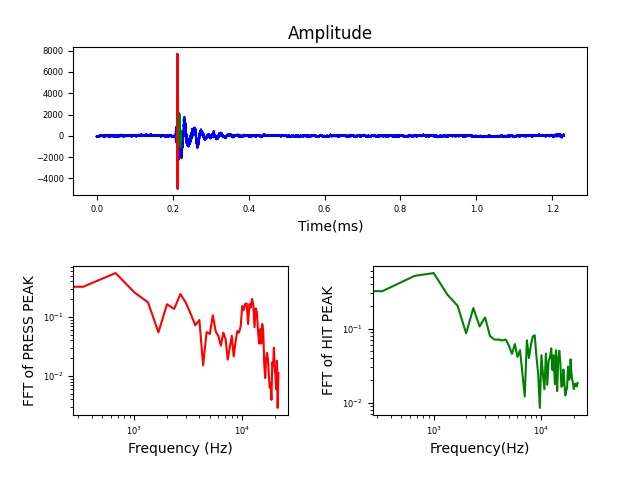 Amplitude
8000
6000
4000
2000
0
−2000
−4000
0.0 0.2 0.4 0.6 0.8 1.0 1.2
Time(ms)
FFT of PRESS PEAK
10⁻¹
10⁻²
10³ 10⁴
Frequency (Hz)
FFT of HIT PEAK
10⁻¹
10⁻²
10³ 10⁴
Frequency(Hz)